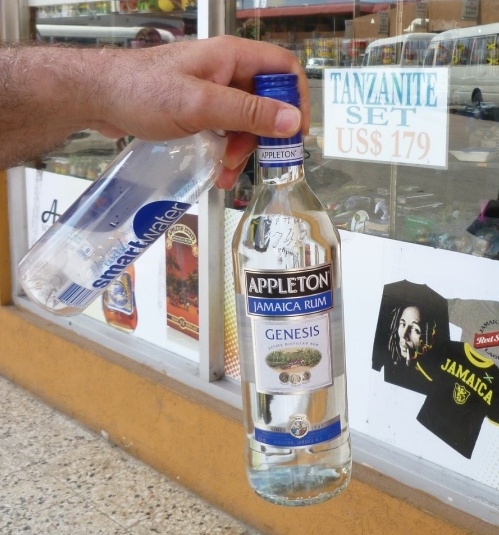 TANZANITE
SET
US$ 179
smartwater
APPLETON
APPLETON
JAMAICA RUM
GENESIS
JAMAICA